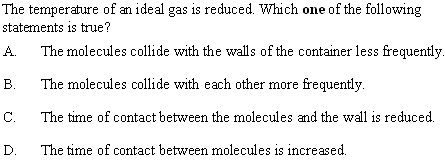 The temperature of an ideal gas is reduced. Which one of the following
statements is true?
A. The molecules collide with the walls of the container less frequently.
B. The molecules collide with each other more frequently.
C. The time of contact between the molecules and the wall is reduced.
D. The time of contact between molecules is increased.